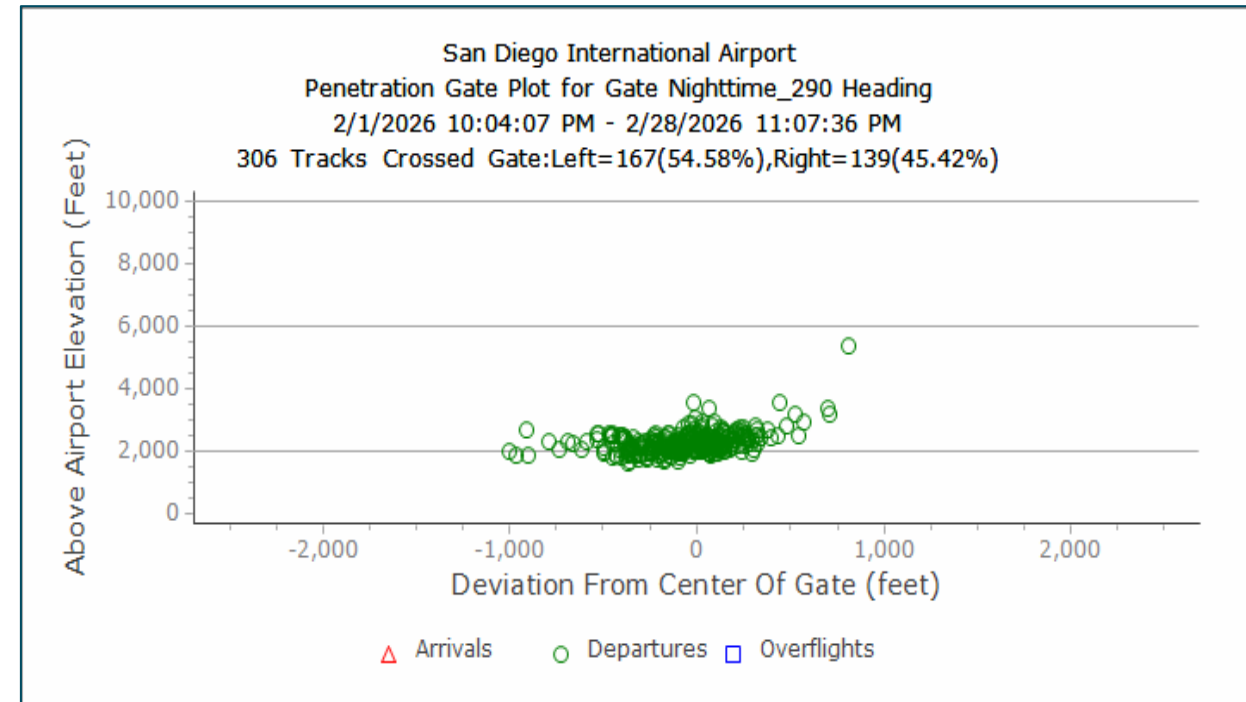 San Diego International Airport
Penetration Gate Plot for Gate Nighttime_290 Heading
2/1/2026 10:04:07 PM - 2/28/2026 11:07:36 PM
306 Tracks Crossed Gate:Left=167(54.58%),Right=139(45.42%)
Above Airport Elevation (Feet)
10,000
8,000
6,000
4,000
2,000
0
-2,000 -1,000 0 1,000 2,000
Deviation From Center Of Gate (feet)
Arrivals Departures Overflights